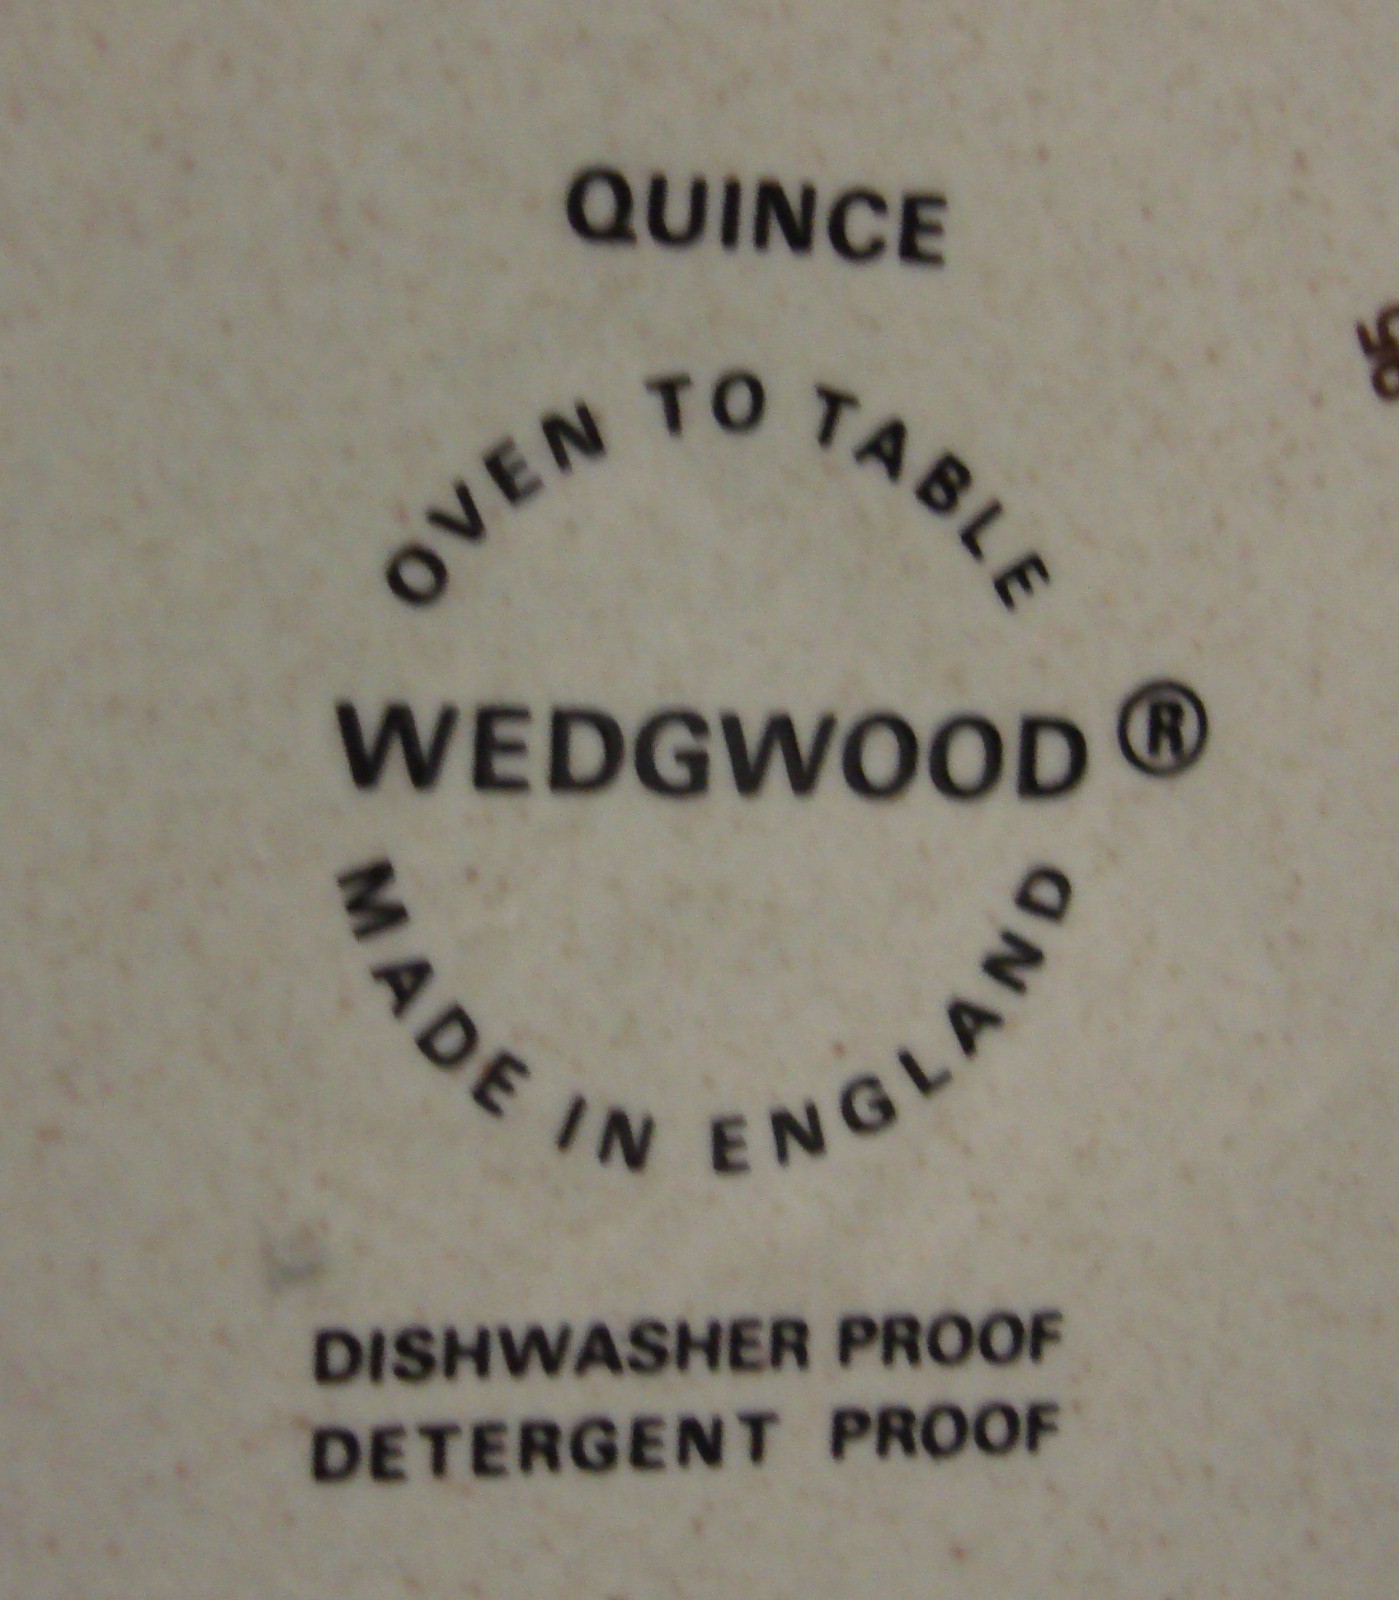 QUINCE
OVEN TO TABLE
WEDGWOOD ®
MADE IN ENGLAND
DISHWASHER PROOF
DETERGENT PROOF